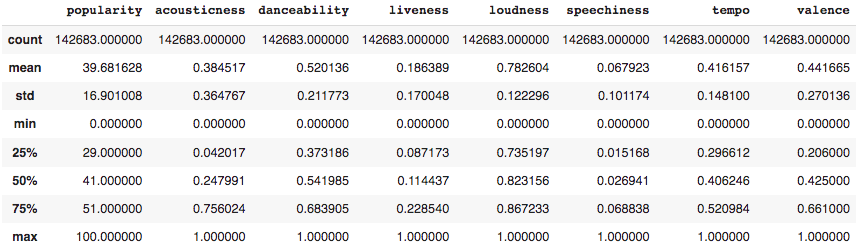 popularity acousticness danceability liveness loudness speechiness tempo valence
count 142683.000000 142683.000000 142683.000000 142683.000000 142683.000000 142683.000000 142683.000000 142683.000000
mean 39.681628 0.384517 0.520136 0.186389 0.782604 0.067923 0.416157 0.441665
std 16.901008 0.364767 0.211773 0.170048 0.122296 0.101174 0.148100 0.270136
min 0.000000 0.000000 0.000000 0.000000 0.000000 0.000000 0.000000 0.000000
25% 29.000000 0.042017 0.373186 0.087173 0.735197 0.015168 0.296612 0.206000
50% 41.000000 0.247991 0.541985 0.114437 0.823156 0.026941 0.406246 0.425000
75% 51.000000 0.756024 0.683905 0.228540 0.867233 0.068838 0.520984 0.661000
max 100.000000 1.000000 1.000000 1.000000 1.000000 1.000000 1.000000 1.000000